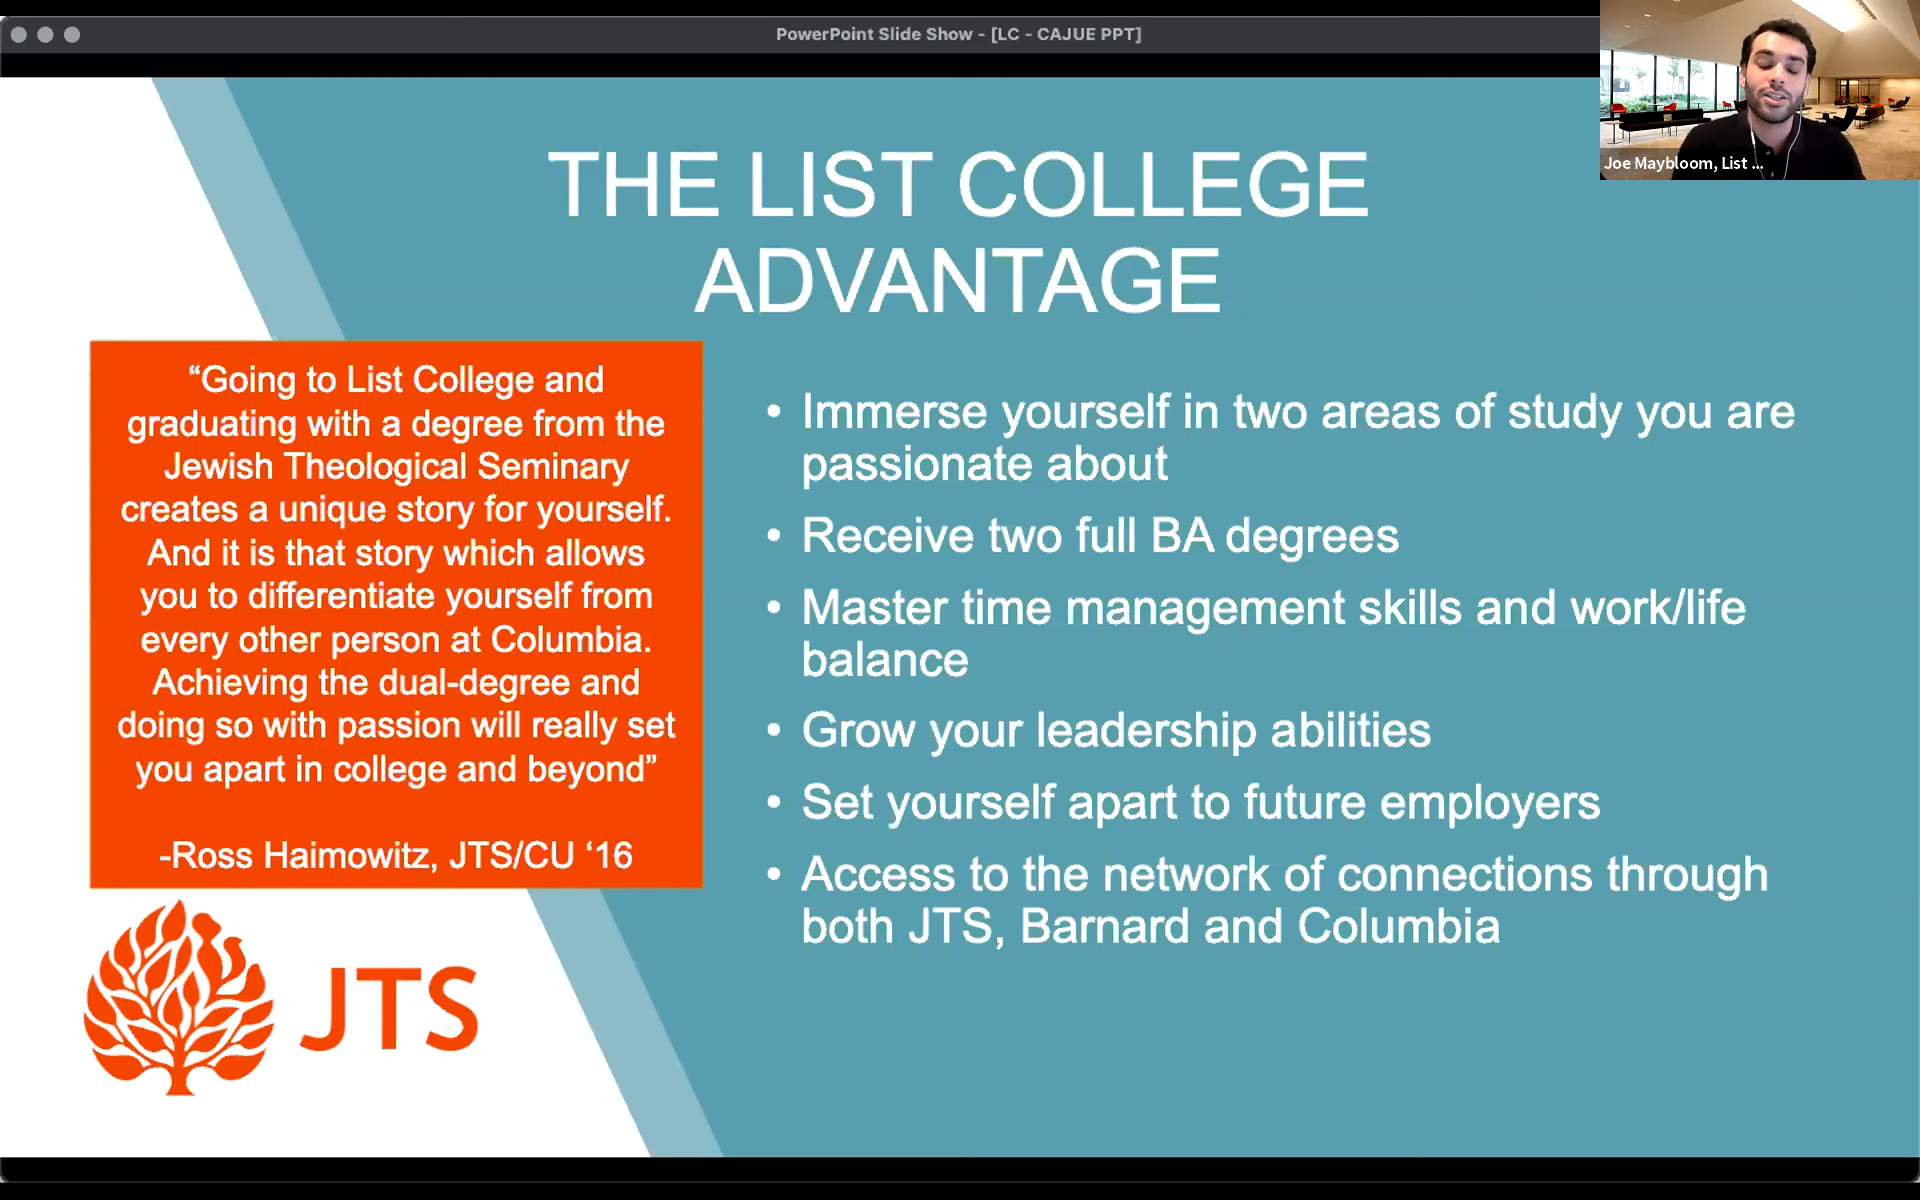 PowerPoint Slide Show - [LC - CAJUE PPT]
Joe Maybloom, List ...
THE LIST COLLEGE
ADVANTAGE
“Going to List College and
graduating with a degree from the
Jewish Theological Seminary
creates a unique story for yourself.
And it is that story which allows
you to differentiate yourself from
every other person at Columbia.
Achieving the dual-degree and
doing so with passion will really set
you apart in college and beyond”
-Ross Haimowitz, JTS/CU ‘16
• Immerse yourself in two areas of study you are
passionate about
• Receive two full BA degrees
• Master time management skills and work/life
balance
• Grow your leadership abilities
• Set yourself apart to future employers
• Access to the network of connections through
both JTS, Barnard and Columbia
JTS